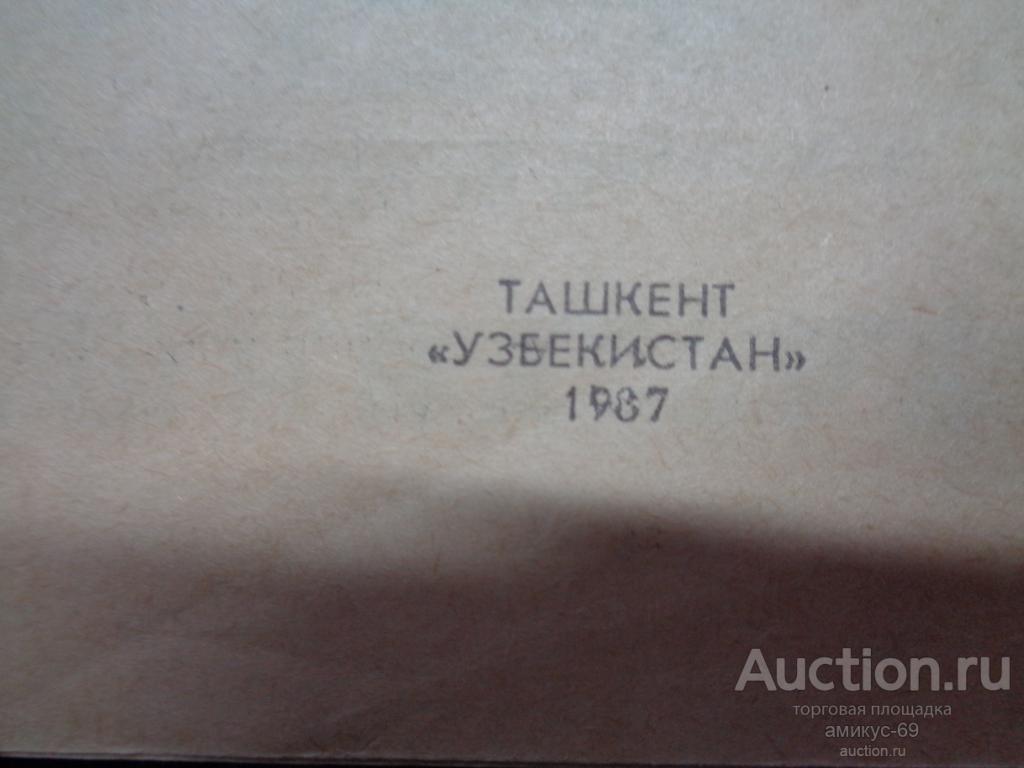 ТАШКЕНТ
«УЗБЕКИСТАН»
1987
Auction.ru
торговая площадка
амикус-69
auction.ru